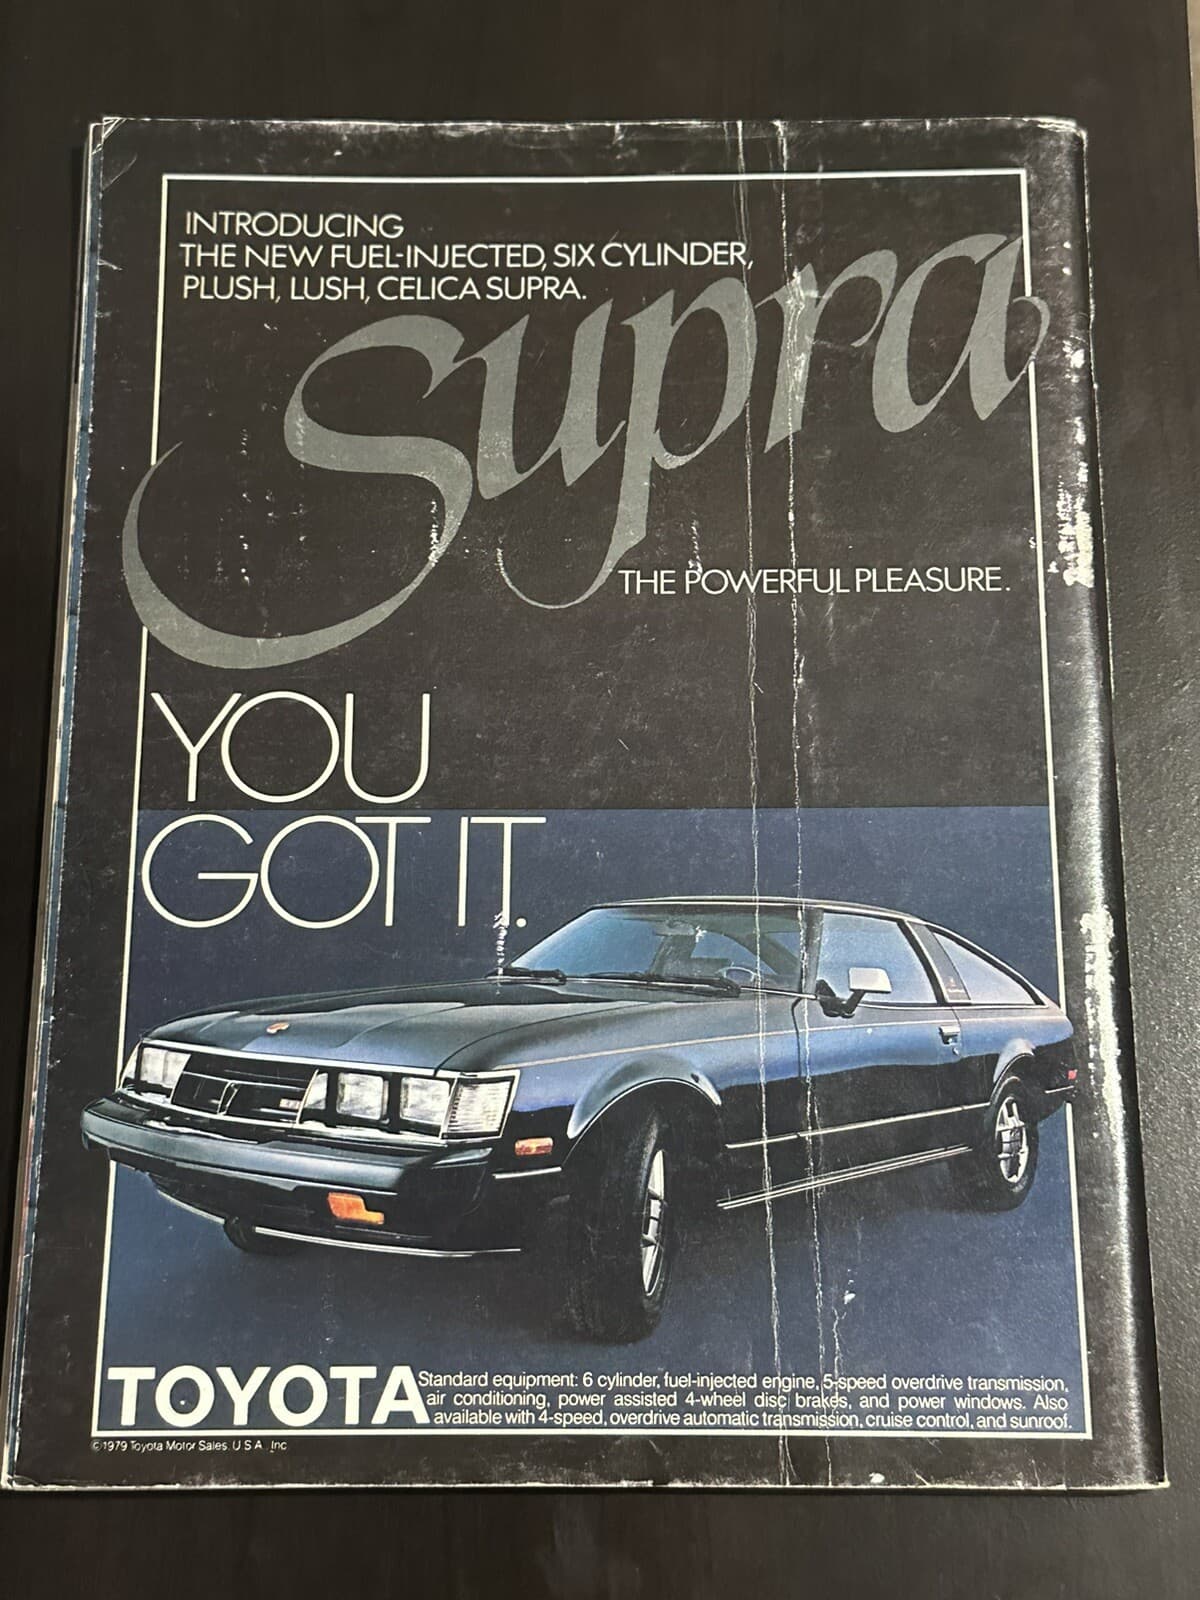 INTRODUCING
THE NEW FUEL-INJECTED, SIX CYLINDER,
PLUSH, LUSH, CELICA SUPRA.
Supra
THE POWERFUL PLEASURE.
YOU
GOT IT.
TOYOTA
Standard equipment: 6 cylinder, fuel-injected engine, 5-speed overdrive transmission,
air conditioning, power assisted 4-wheel disc brakes, and power windows. Also
available with 4-speed, overdrive automatic transmission, cruise control, and sunroof.
© 1979 Toyota Motor Sales, U.S.A., Inc.